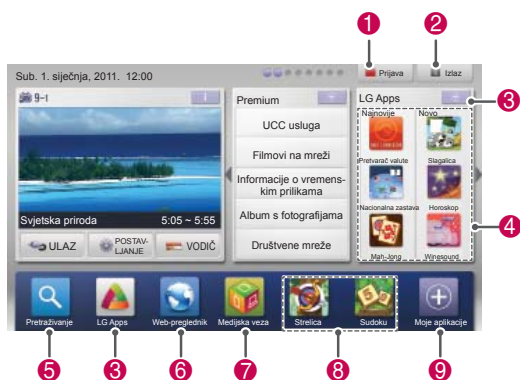 1
2
Sub. 1. siječnja, 2011. 12:00
Prijava
Izlaz
9-1
i
Premium
LG Apps
3
UCC usluga
Filmovi na mreži
Informacije o vremens-
kim prilikama
Album s fotografijama
Društvene mreže
Najnovije
Novo
Pretvarač valute
Slagalica
Nacionalna zastava
Horoskop
Mah-Jong
Winesound
4
Svjetska priroda
5:05 ~ 5:55
ULAZ
POSTAV-
LJANJE
VODIČ
Pretraživanje
LG Apps
Web-preglednik
Medijska veza
Strelica
Sudoku
Moje aplikacije
5
3
6
7
8
9